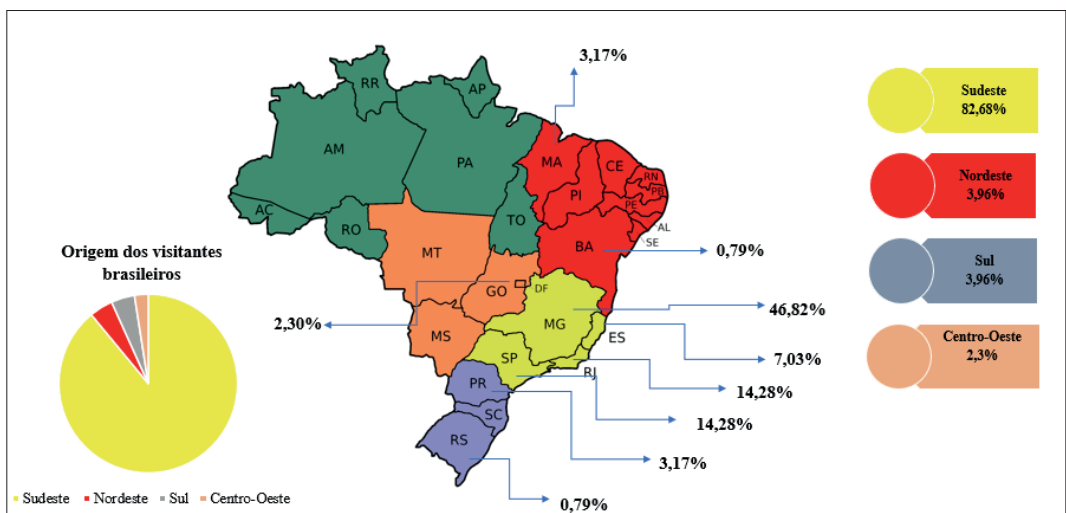 3,17%
RR
AP
AM
PA
MA
CE
RN
PB
PI
PE
AL
SE
AC
RO
TO
BA
0,79%
MT
GO
DF
2,30%
MS
MG
46,82%
ES
7,03%
SP
RJ
14,28%
PR
14,28%
SC
3,17%
RS
0,79%
Origem dos visitantes
brasileiros
Sudeste Nordeste Sul Centro-Oeste
Sudeste
82,68%
Nordeste
3,96%
Sul
3,96%
Centro-Oeste
2,3%